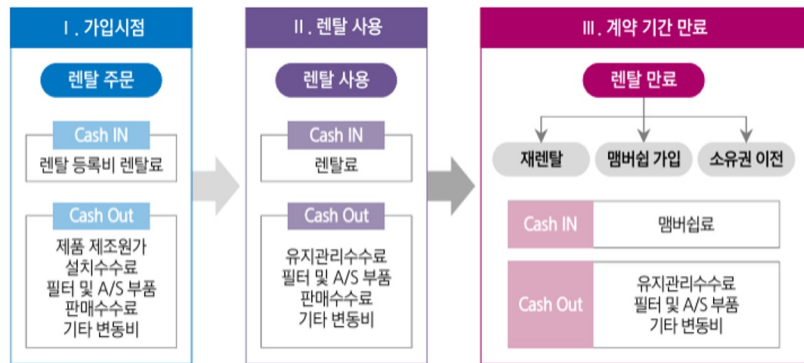 Ⅰ. 가입시점
렌탈 주문
Cash IN
렌탈 등록비 렌탈료
Cash Out
제품 제조원가
설치수수료
필터 및 A/S 부품
판매수수료
기타 변동비
Ⅱ. 렌탈 사용
렌탈 사용
Cash IN
렌탈료
Cash Out
유지관리수수료
필터 및 A/S 부품
판매수수료
기타 변동비
Ⅲ. 계약 기간 만료
렌탈 만료
재렌탈
맴버쉽 가입
소유권 이전
Cash IN
맴버쉽료
Cash Out
유지관리수수료
필터 및 A/S 부품
기타 변동비